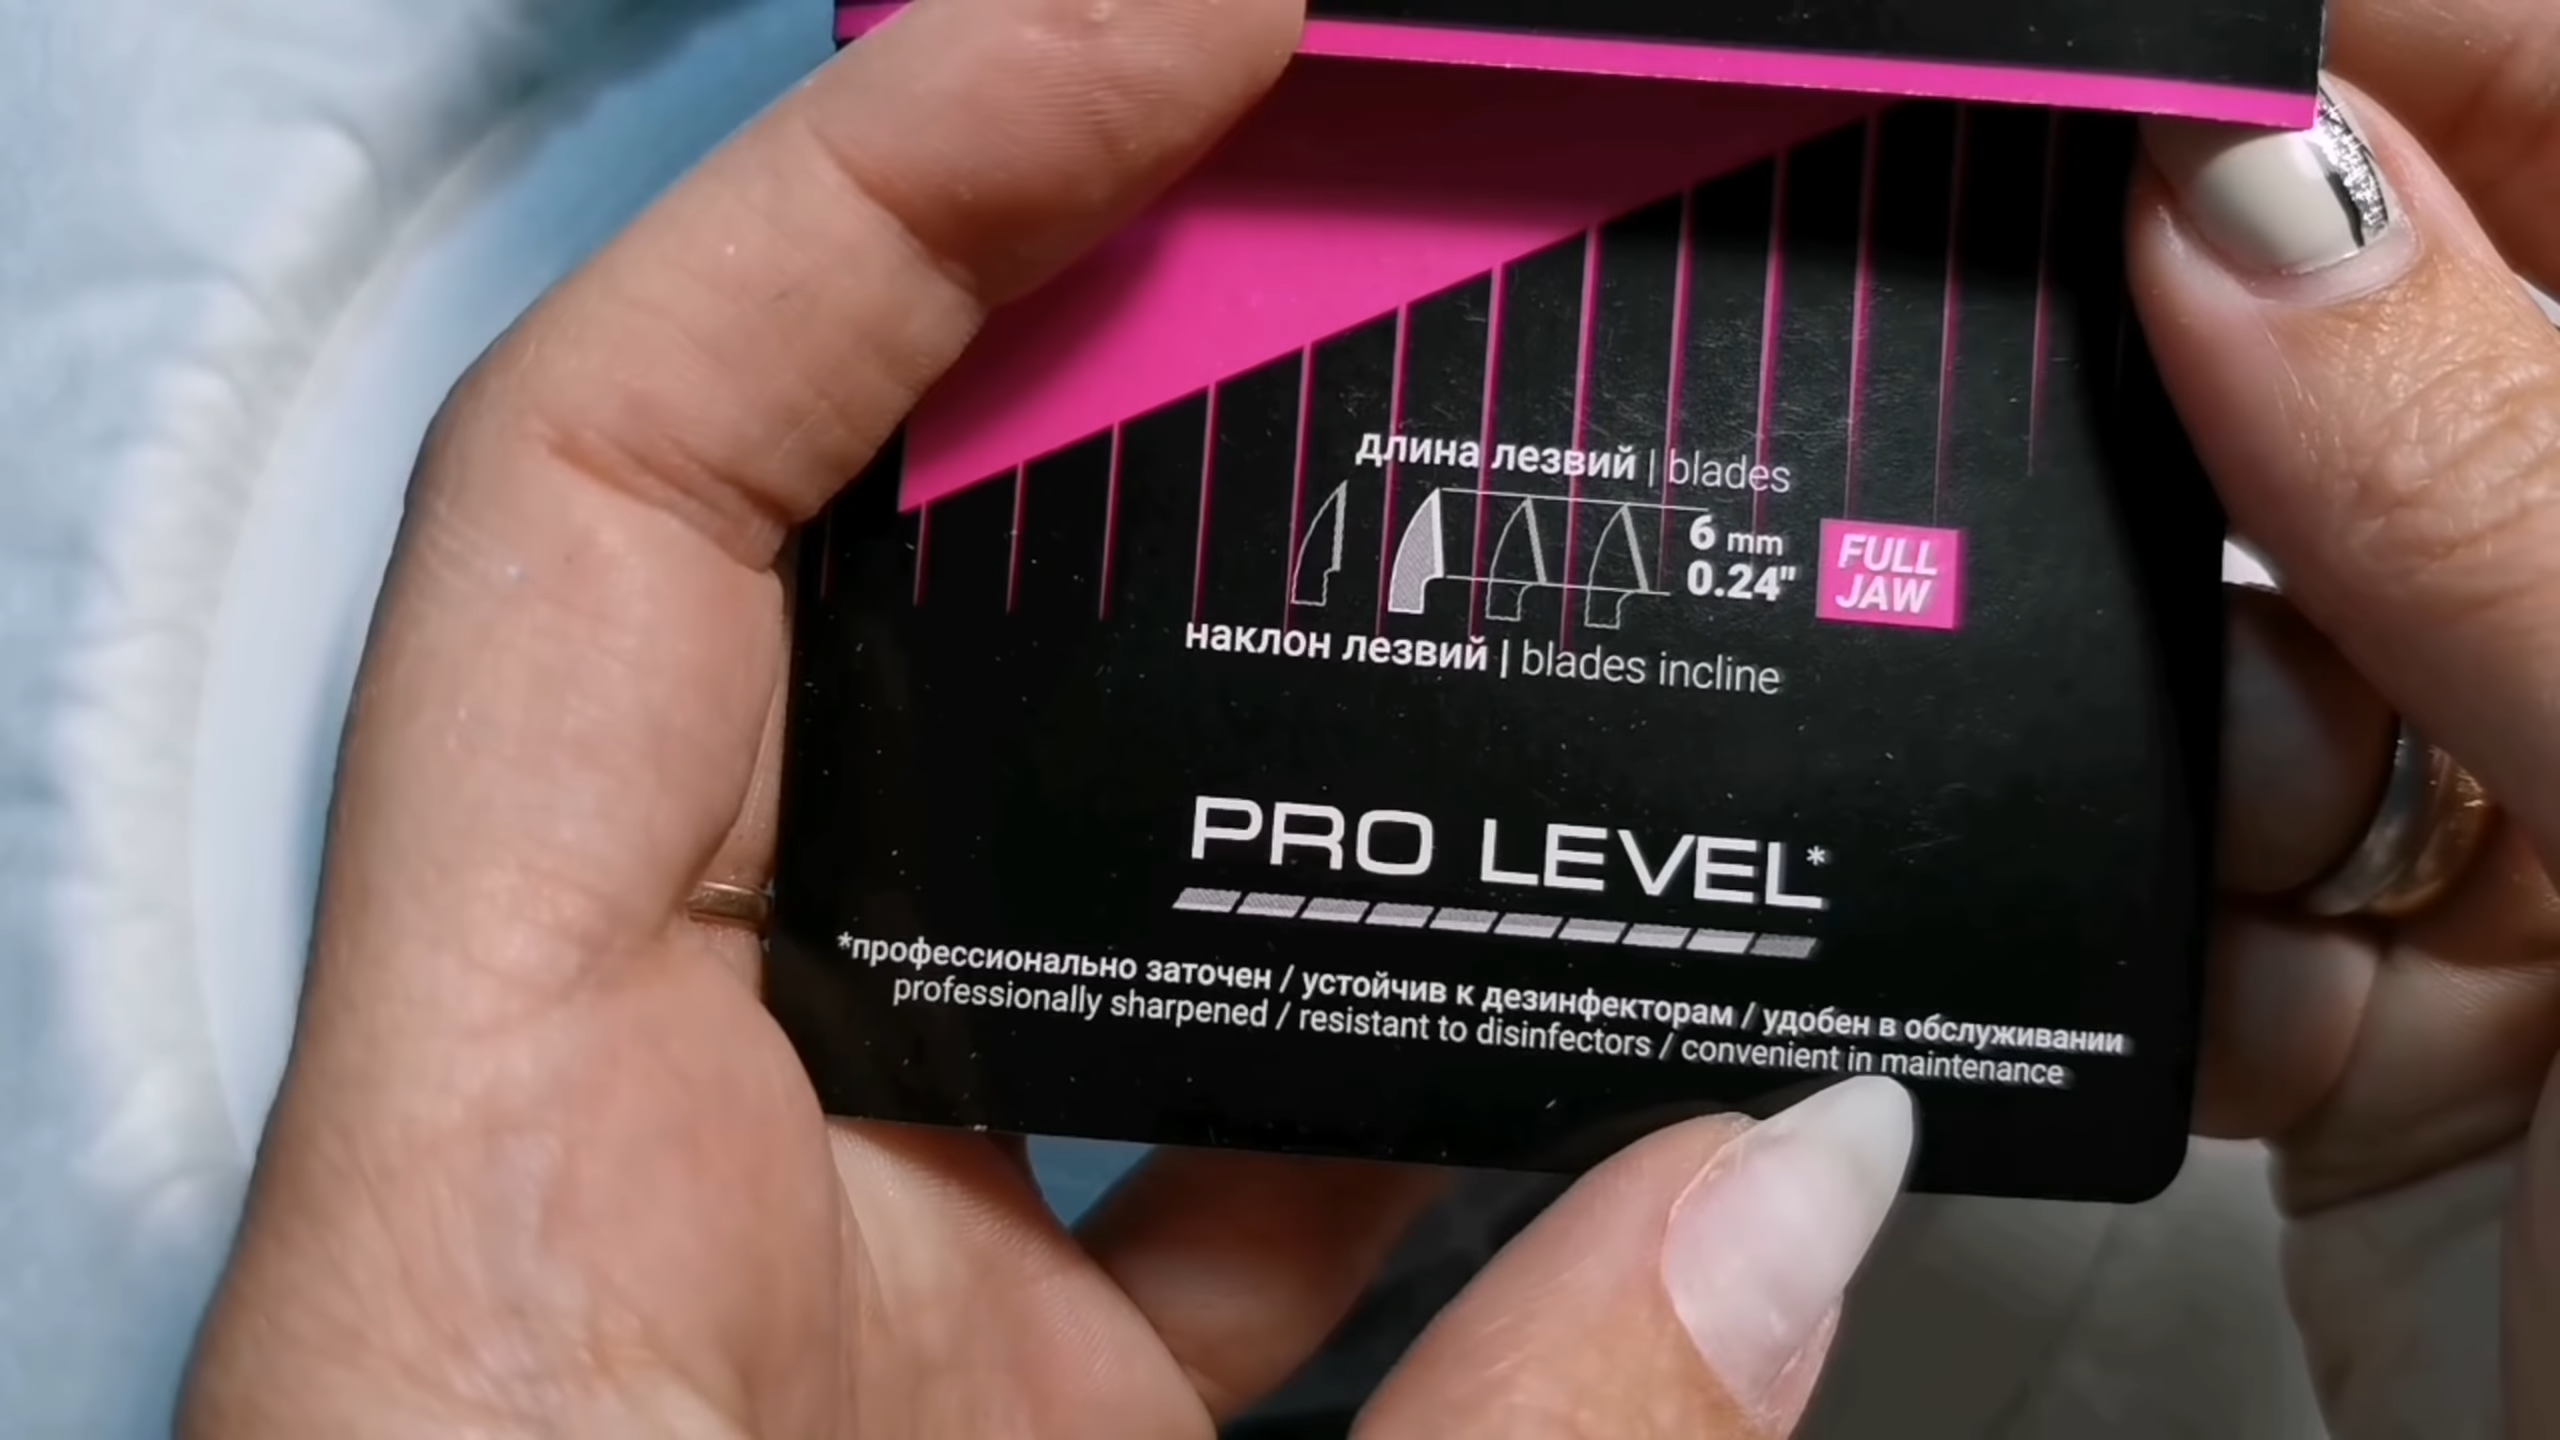 длина лезвий | blades
6 mm
0.24"
FULL
JAW
наклон лезвий | blades incline
PRO LEVEL*
*профессионально заточен / устойчив к дезинфекторам / удобен в обслуживании
professionally sharpened / resistant to disinfectors / convenient in maintenance